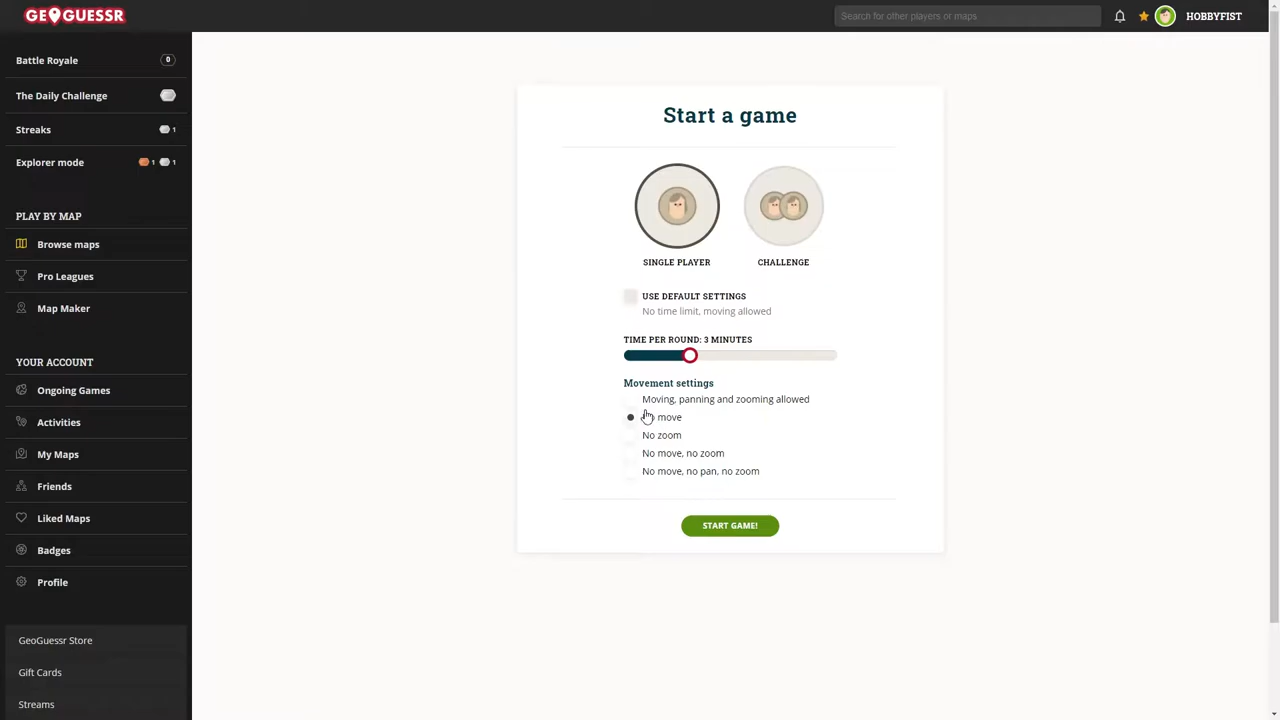 GEOGUESSR
Search for other players or maps
HOBBYFIST
Battle Royale
0
The Daily Challenge
Streaks
1
Explorer mode
1
1
PLAY BY MAP
Browse maps
Pro Leagues
Map Maker
YOUR ACCOUNT
Ongoing Games
Activities
My Maps
Friends
Liked Maps
Badges
Profile
GeoGuessr Store
Gift Cards
Streams
Start a game
SINGLE PLAYER
CHALLENGE
USE DEFAULT SETTINGS
No time limit, moving allowed
TIME PER ROUND: 3 MINUTES
Movement settings
Moving, panning and zooming allowed
No move
No zoom
No move, no zoom
No move, no pan, no zoom
START GAME!